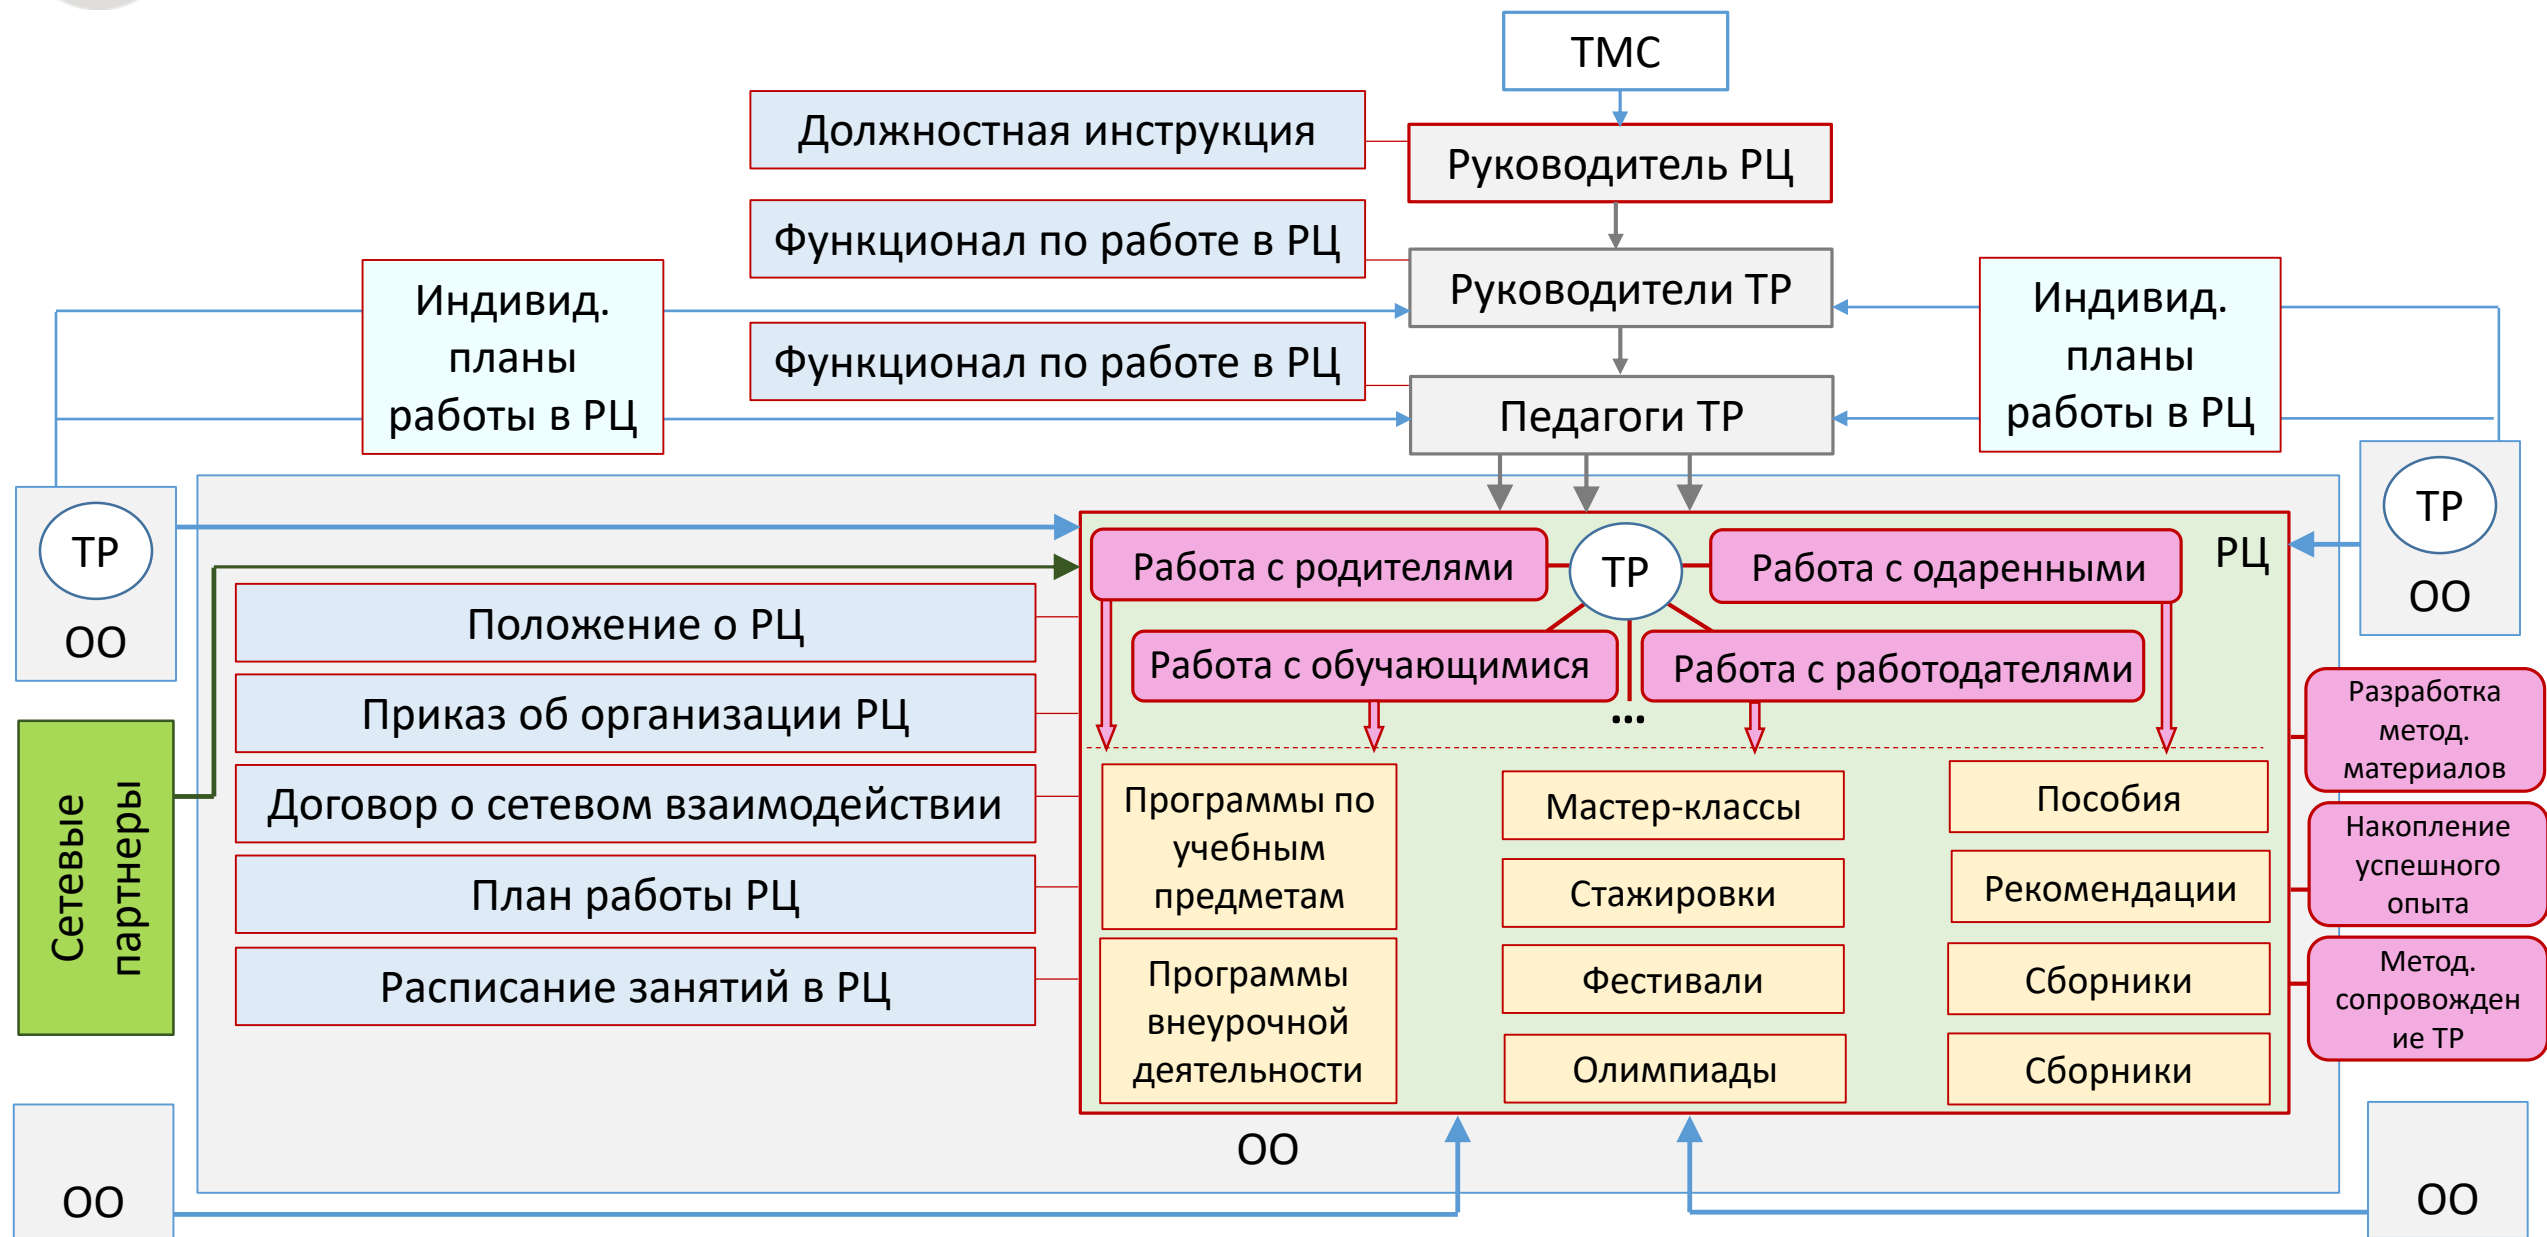 ТМС
Должностная инструкция
Руководитель РЦ
Функционал по работе в РЦ
Руководители ТР
Индивид.
планы
работы в РЦ
Индивид.
планы
работы в РЦ
Функционал по работе в РЦ
Педагоги ТР
ТР
ОО
ТР
ОО
РЦ
Работа с родителями
ТР
Работа с одаренными
Работа с обучающимися
Работа с работодателями
...
Положение о РЦ
Приказ об организации РЦ
Договор о сетевом взаимодействии
План работы РЦ
Расписание занятий в РЦ
Сетевые
партнеры
Программы по
учебным
предметам
Программы
внеурочной
деятельности
Мастер-классы
Стажировки
Фестивали
Олимпиады
Пособия
Рекомендации
Сборники
Сборники
Разработка
метод.
материалов
Накопление
успешного
опыта
Метод.
сопровожден
ие ТР
ОО
ОО
ОО